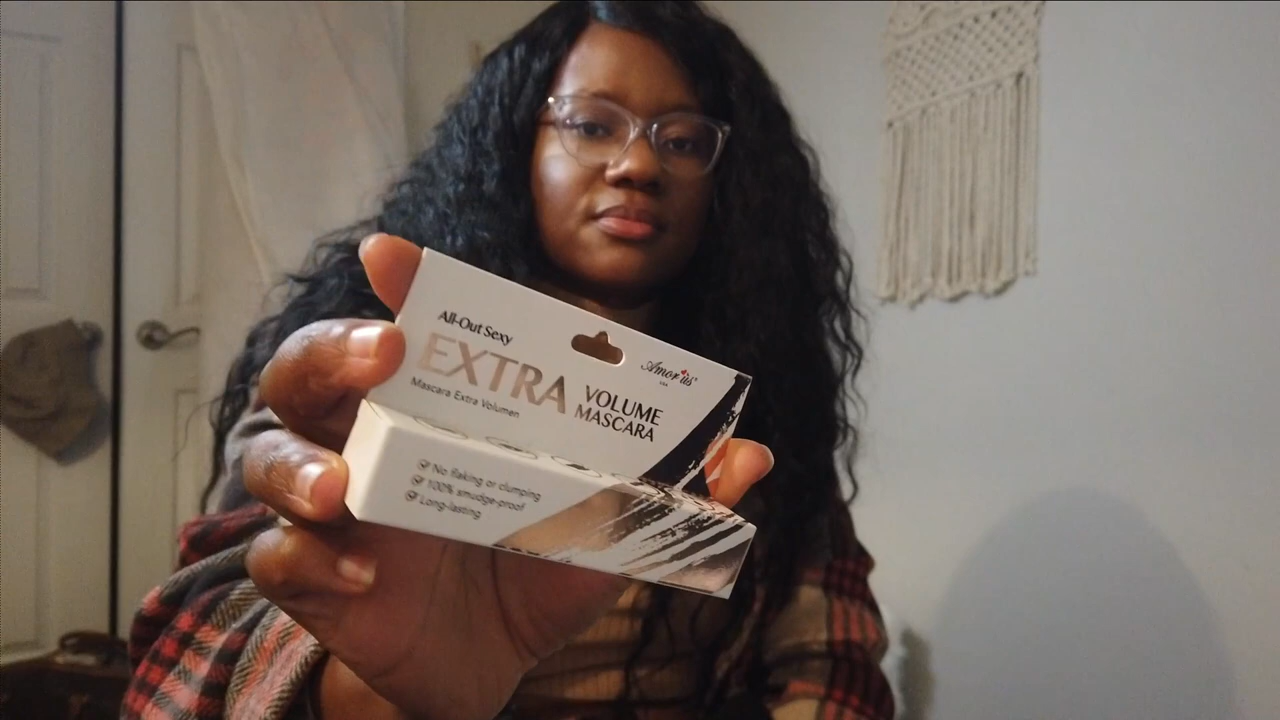 All-Out Sexy
EXTRA
VOLUME
MASCARA
Mascara Extra Volumen
Amor us
USA
No flaking or clumping
100% smudge-proof
Long-lasting